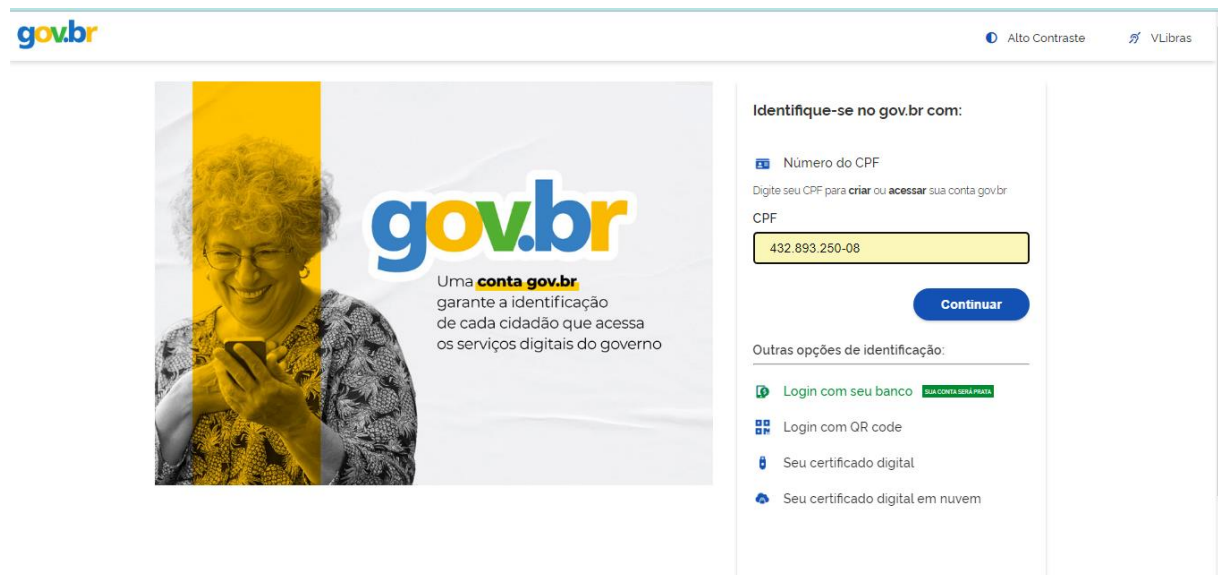 gov.br
Alto Contraste
VLibras
gov.br
Uma conta gov.br
garante a identificação
de cada cidadão que acessa
os serviços digitais do governo
Identifique-se no gov.br com:
Número do CPF
Digite seu CPF para criar ou acessar sua conta gov.br
CPF
432.893.250-08
Continuar
Outras opções de identificação:
Login com seu banco SUA CONTA SERÁ PRATA
Login com QR code
Seu certificado digital
Seu certificado digital em nuvem